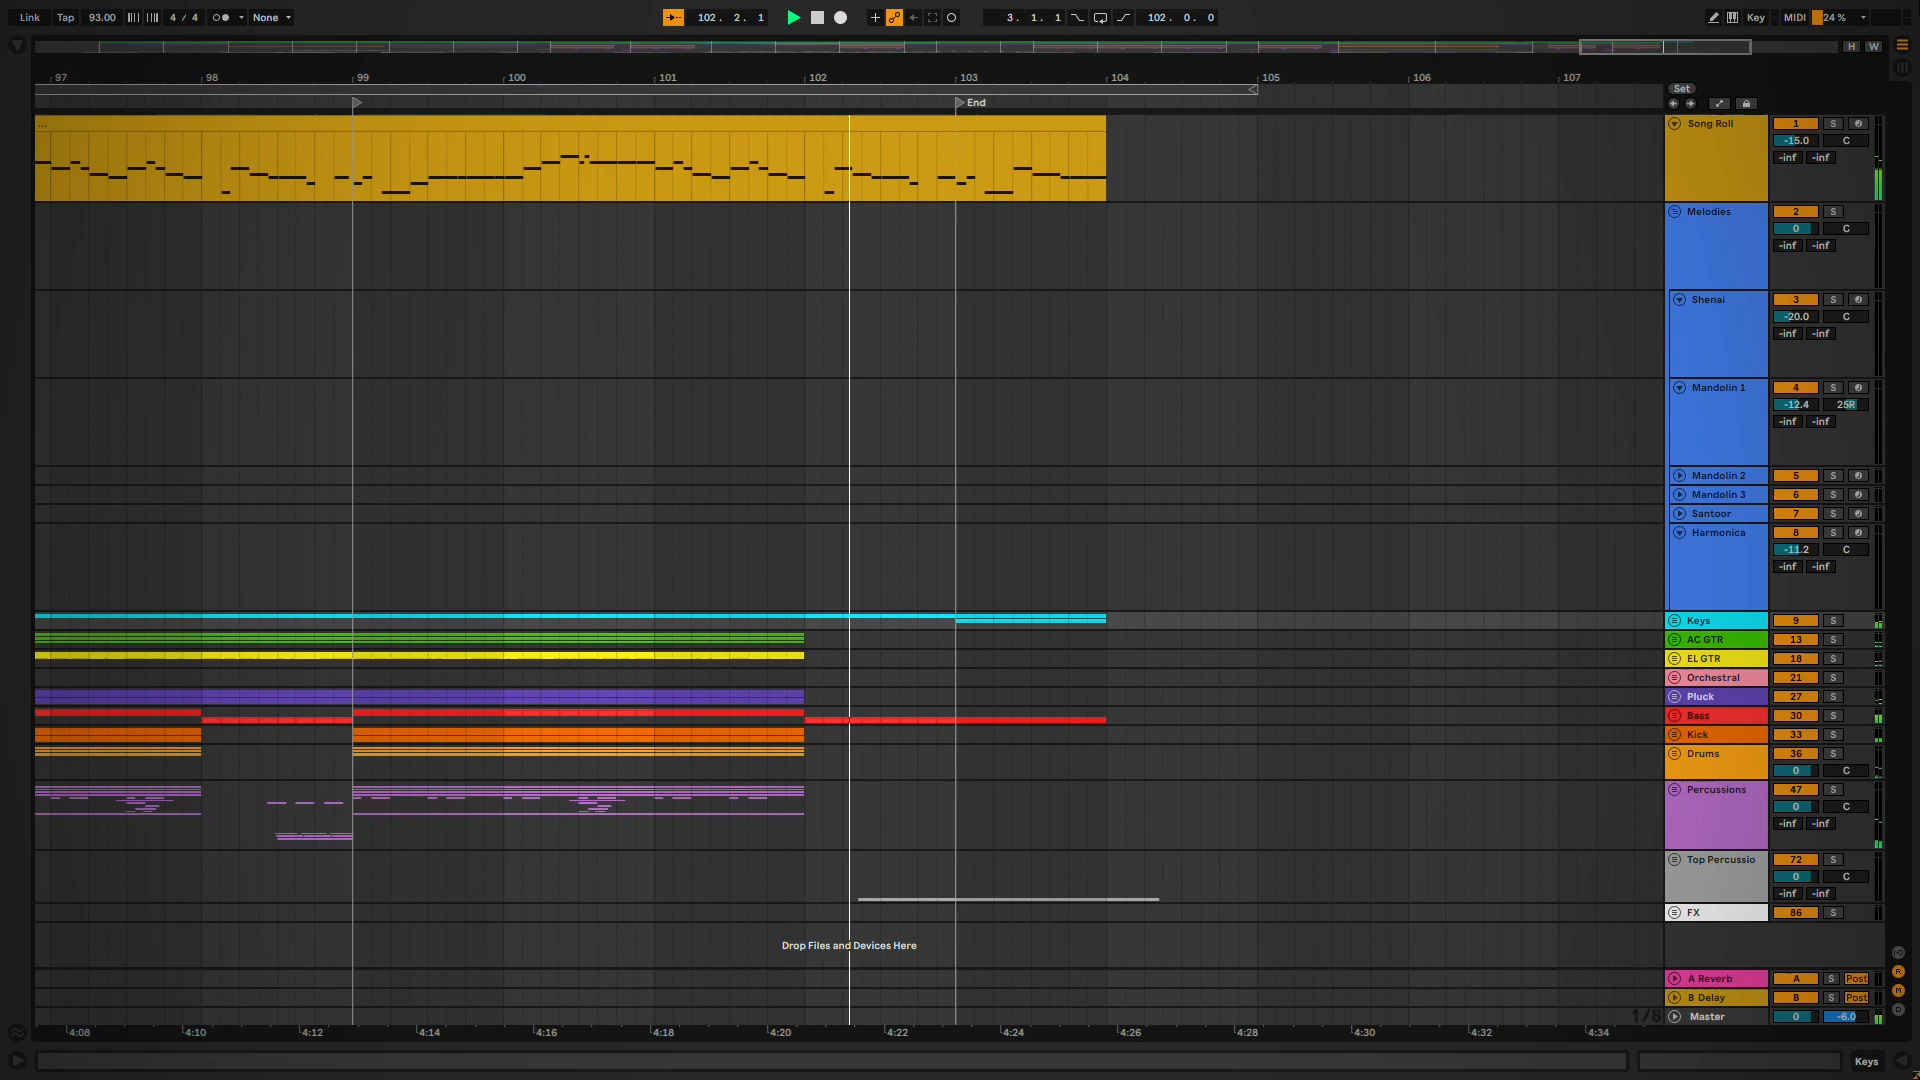 Link Tap 93.00 4 / 4 None 102. 2. 1 3. 1. 1 102. 0. 0 Key MIDI 24 %
H W
97 98 99 100 101 102 103 104 105 106 107
Set
End
...
Song Roll 1 S
-15.0 C
-inf -inf
Melodies 2 S
0 C
-inf -inf
Shenai 3 S
-20.0 C
-inf -inf
Mandolin 1 4 S
-12.4 25R
-inf -inf
Mandolin 2 5 S
Mandolin 3 6 S
Santoor 7 S
Harmonica 8 S
-11.2 C
-inf -inf
Keys 9 S
AC GTR 13 S
EL GTR 18 S
Orchestral 21 S
Pluck 27 S
Bass 30 S
Kick 33 S
Drums 36 S
0 C
Percussions 47 S
0 C
-inf -inf
Top Percussio 72 S
0 C
-inf -inf
FX 86 S
Drop Files and Devices Here
A Reverb A S Post
B Delay B S Post
R
M
D
1/8 Master 0 -6.0
4:08 4:10 4:12 4:14 4:16 4:18 4:20 4:22 4:24 4:26 4:28 4:30 4:32 4:34
Keys